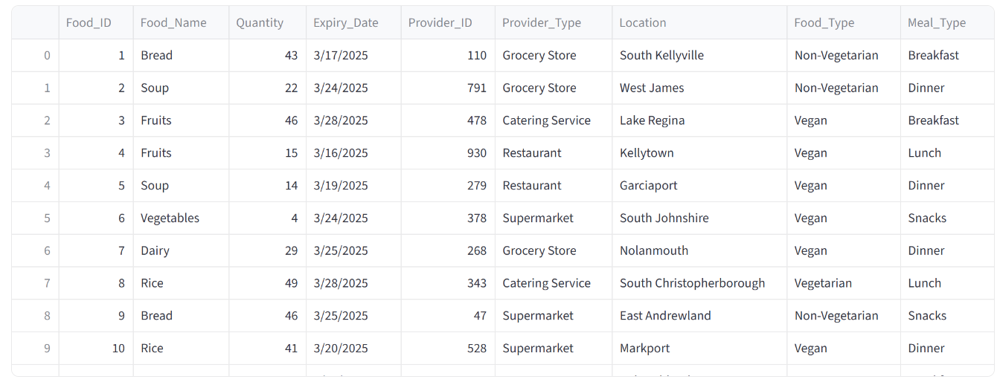 Food_ID Food_Name Quantity Expiry_Date Provider_ID Provider_Type Location Food_Type Meal_Type
0 1 Bread 43 3/17/2025 110 Grocery Store South Kellyville Non-Vegetarian Breakfast
1 2 Soup 22 3/24/2025 791 Grocery Store West James Non-Vegetarian Dinner
2 3 Fruits 46 3/28/2025 478 Catering Service Lake Regina Vegan Breakfast
3 4 Fruits 15 3/16/2025 930 Restaurant Kellytown Vegan Lunch
4 5 Soup 14 3/19/2025 279 Restaurant Garciaport Vegan Dinner
5 6 Vegetables 4 3/24/2025 378 Supermarket South Johnshire Vegan Snacks
6 7 Dairy 29 3/25/2025 268 Grocery Store Nolanmouth Vegan Dinner
7 8 Rice 49 3/28/2025 343 Catering Service South Christopherborough Vegetarian Lunch
8 9 Bread 46 3/25/2025 47 Supermarket East Andrewland Non-Vegetarian Snacks
9 10 Rice 41 3/20/2025 528 Supermarket Markport Vegan Dinner